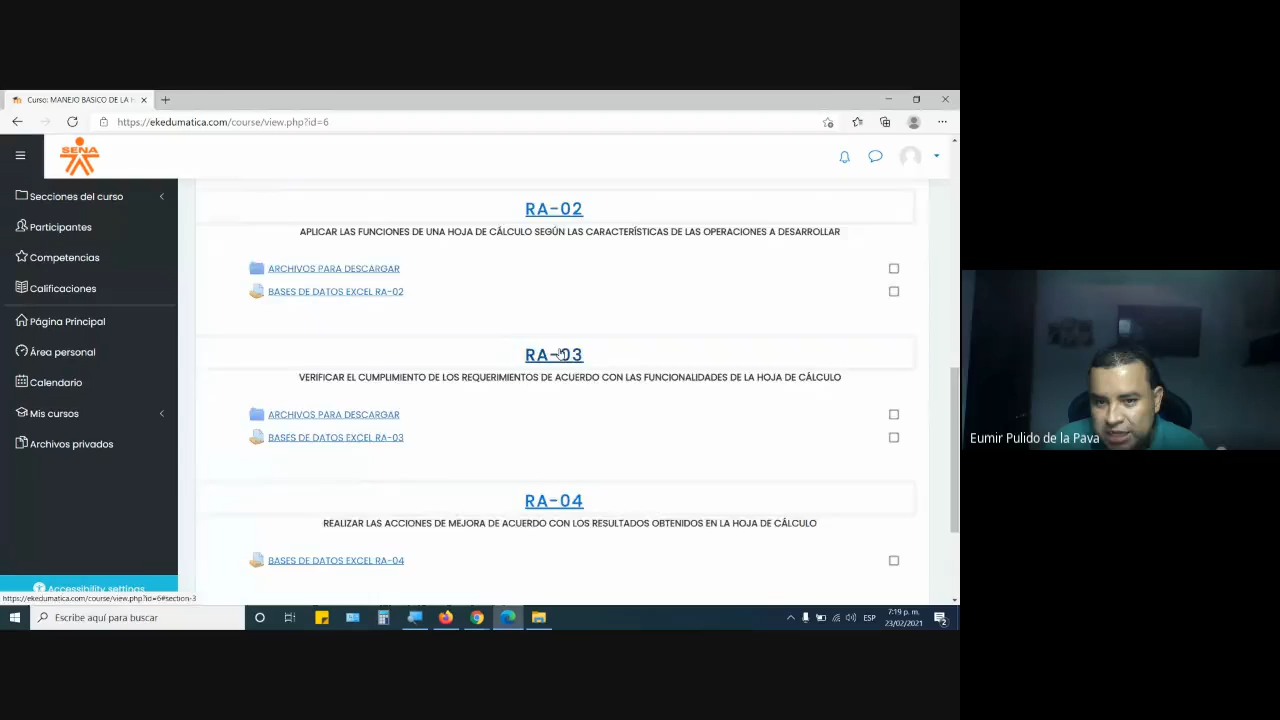 Curso: MANEJO BASICO DE LA
https://ekedumatica.com/course/view.php?id=6
SENA
Secciones del curso
Participantes
Competencias
Calificaciones
Página Principal
Área personal
Calendario
Mis cursos
Archivos privados
Accessibility settings
RA-02
APLICAR LAS FUNCIONES DE UNA HOJA DE CÁLCULO SEGÚN LAS CARACTERÍSTICAS DE LAS OPERACIONES A DESARROLLAR
ARCHIVOS PARA DESCARGAR
BASES DE DATOS EXCEL RA-02
RA-03
VERIFICAR EL CUMPLIMIENTO DE LOS REQUERIMIENTOS DE ACUERDO CON LAS FUNCIONALIDADES DE LA HOJA DE CÁLCULO
ARCHIVOS PARA DESCARGAR
BASES DE DATOS EXCEL RA-03
RA-04
REALIZAR LAS ACCIONES DE MEJORA DE ACUERDO CON LOS RESULTADOS OBTENIDOS EN LA HOJA DE CÁLCULO
BASES DE DATOS EXCEL RA-04
https://ekedumatica.com/course/view.php?id=6#section-3
Escribe aquí para buscar
ESP
7:19 p. m.
23/02/2021
2
Eumir Pulido de la Pava